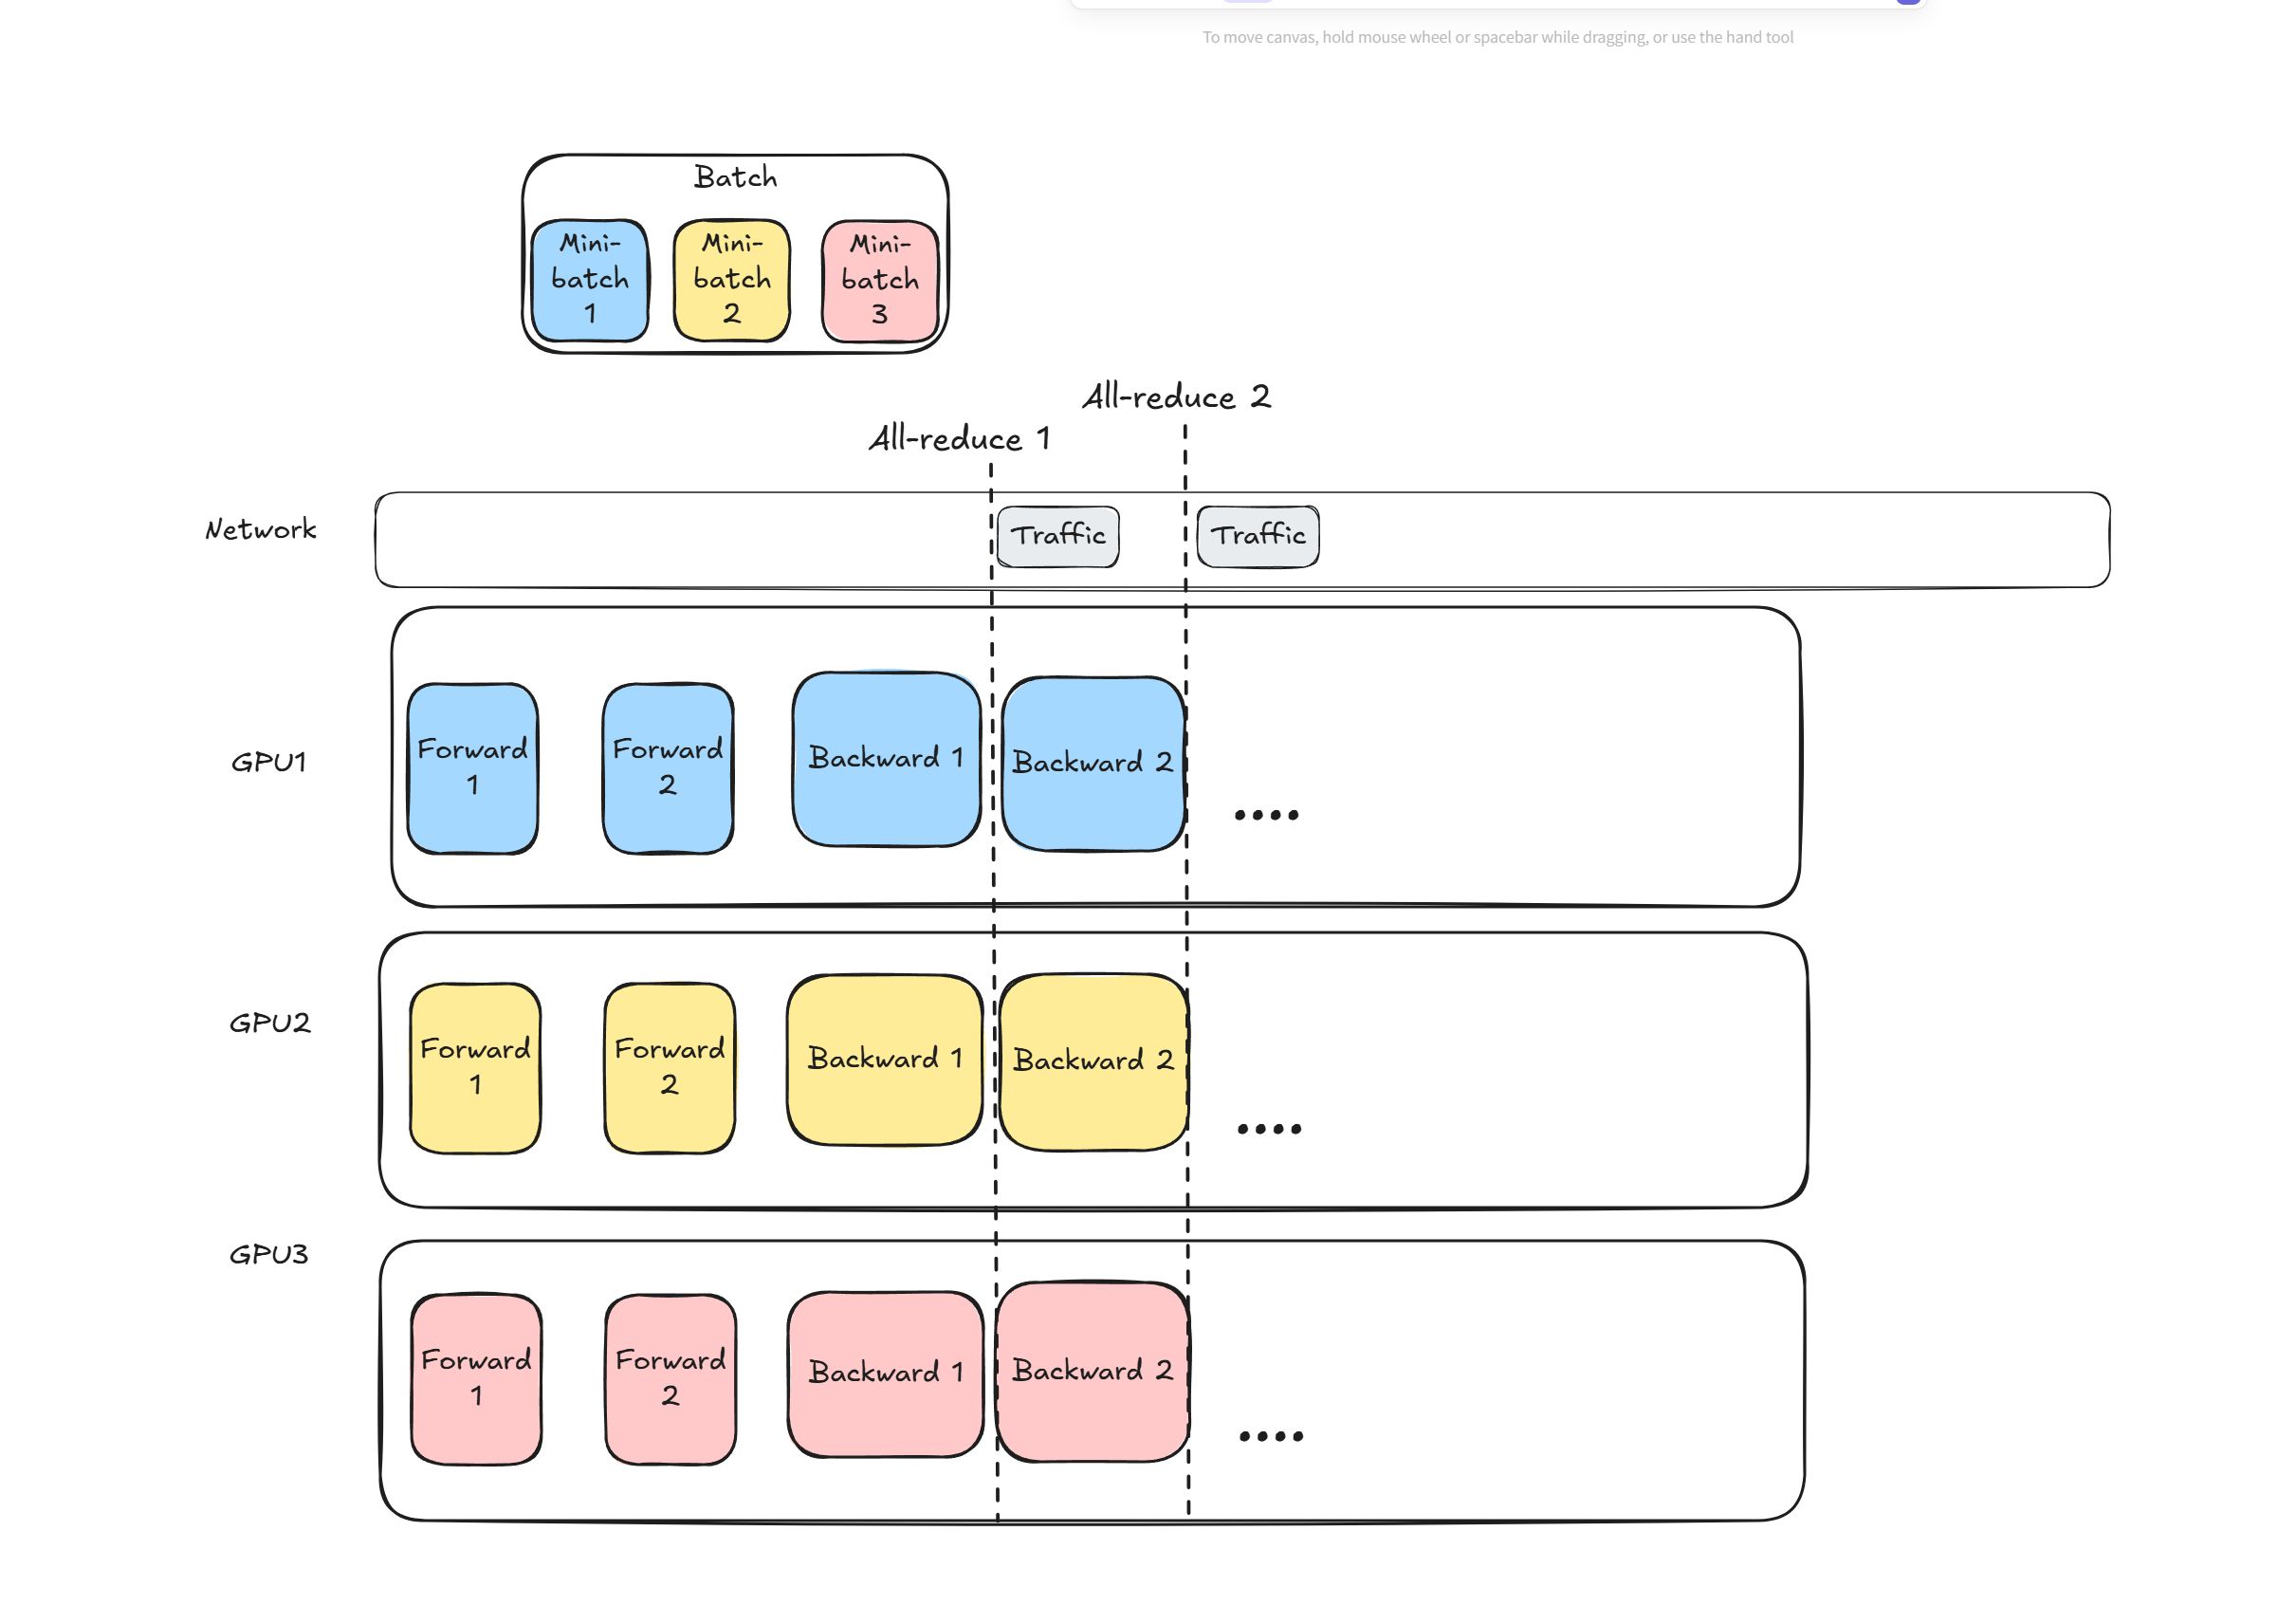 To move canvas, hold mouse wheel or spacebar while dragging, or use the hand tool
Batch
Mini-
batch
1
Mini-
batch
2
Mini-
batch
3
All-reduce 2
All-reduce 1
Network
Traffic
Traffic
GPU1
Forward
1
Forward
2
Backward 1
Backward 2
....
GPU2
Forward
1
Forward
2
Backward 1
Backward 2
....
GPU3
Forward
1
Forward
2
Backward 1
Backward 2
....